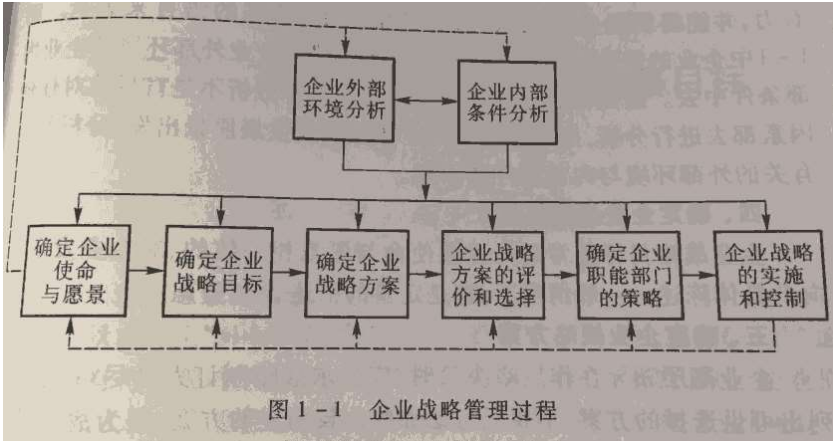 企业外部
环境分析
企业内部
条件分析
确定企业
使命
与愿景
确定企业
战略目标
确定企业
战略方案
企业战略
方案的评
价和选择
确定企业
职能部门
的策略
企业战略
的实施
和控制
图1-1 企业战略管理过程